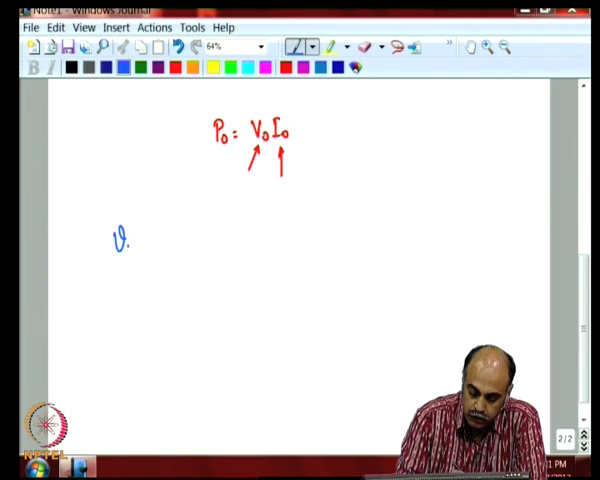 Note1 - Windows Journal
File Edit View Insert Actions Tools Help
64%
B I
P₀ = V₀ I₀
2/2
NPTEL